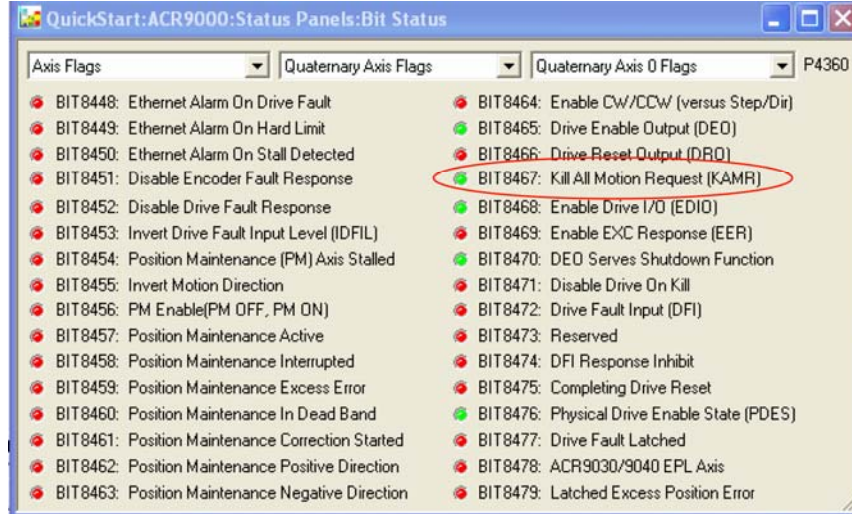 QuickStart:ACR9000:Status Panels:Bit Status
Axis Flags
Quaternary Axis Flags
Quaternary Axis 0 Flags
P4360
BIT8448: Ethernet Alarm On Drive Fault
BIT8449: Ethernet Alarm On Hard Limit
BIT8450: Ethernet Alarm On Stall Detected
BIT8451: Disable Encoder Fault Response
BIT8452: Disable Drive Fault Response
BIT8453: Invert Drive Fault Input Level (IDFIL)
BIT8454: Position Maintenance (PM) Axis Stalled
BIT8455: Invert Motion Direction
BIT8456: PM Enable(PM OFF, PM ON)
BIT8457: Position Maintenance Active
BIT8458: Position Maintenance Interrupted
BIT8459: Position Maintenance Excess Error
BIT8460: Position Maintenance In Dead Band
BIT8461: Position Maintenance Correction Started
BIT8462: Position Maintenance Positive Direction
BIT8463: Position Maintenance Negative Direction
BIT8464: Enable CW/CCW (versus Step/Dir)
BIT8465: Drive Enable Output (DEO)
BIT8466: Drive Reset Output (DRO)
BIT8467: Kill All Motion Request (KAMR)
BIT8468: Enable Drive I/O (EDIO)
BIT8469: Enable EXC Response (EER)
BIT8470: DEO Serves Shutdown Function
BIT8471: Disable Drive On Kill
BIT8472: Drive Fault Input (DFI)
BIT8473: Reserved
BIT8474: DFI Response Inhibit
BIT8475: Completing Drive Reset
BIT8476: Physical Drive Enable State (PDES)
BIT8477: Drive Fault Latched
BIT8478: ACR9030/9040 EPL Axis
BIT8479: Latched Excess Position Error